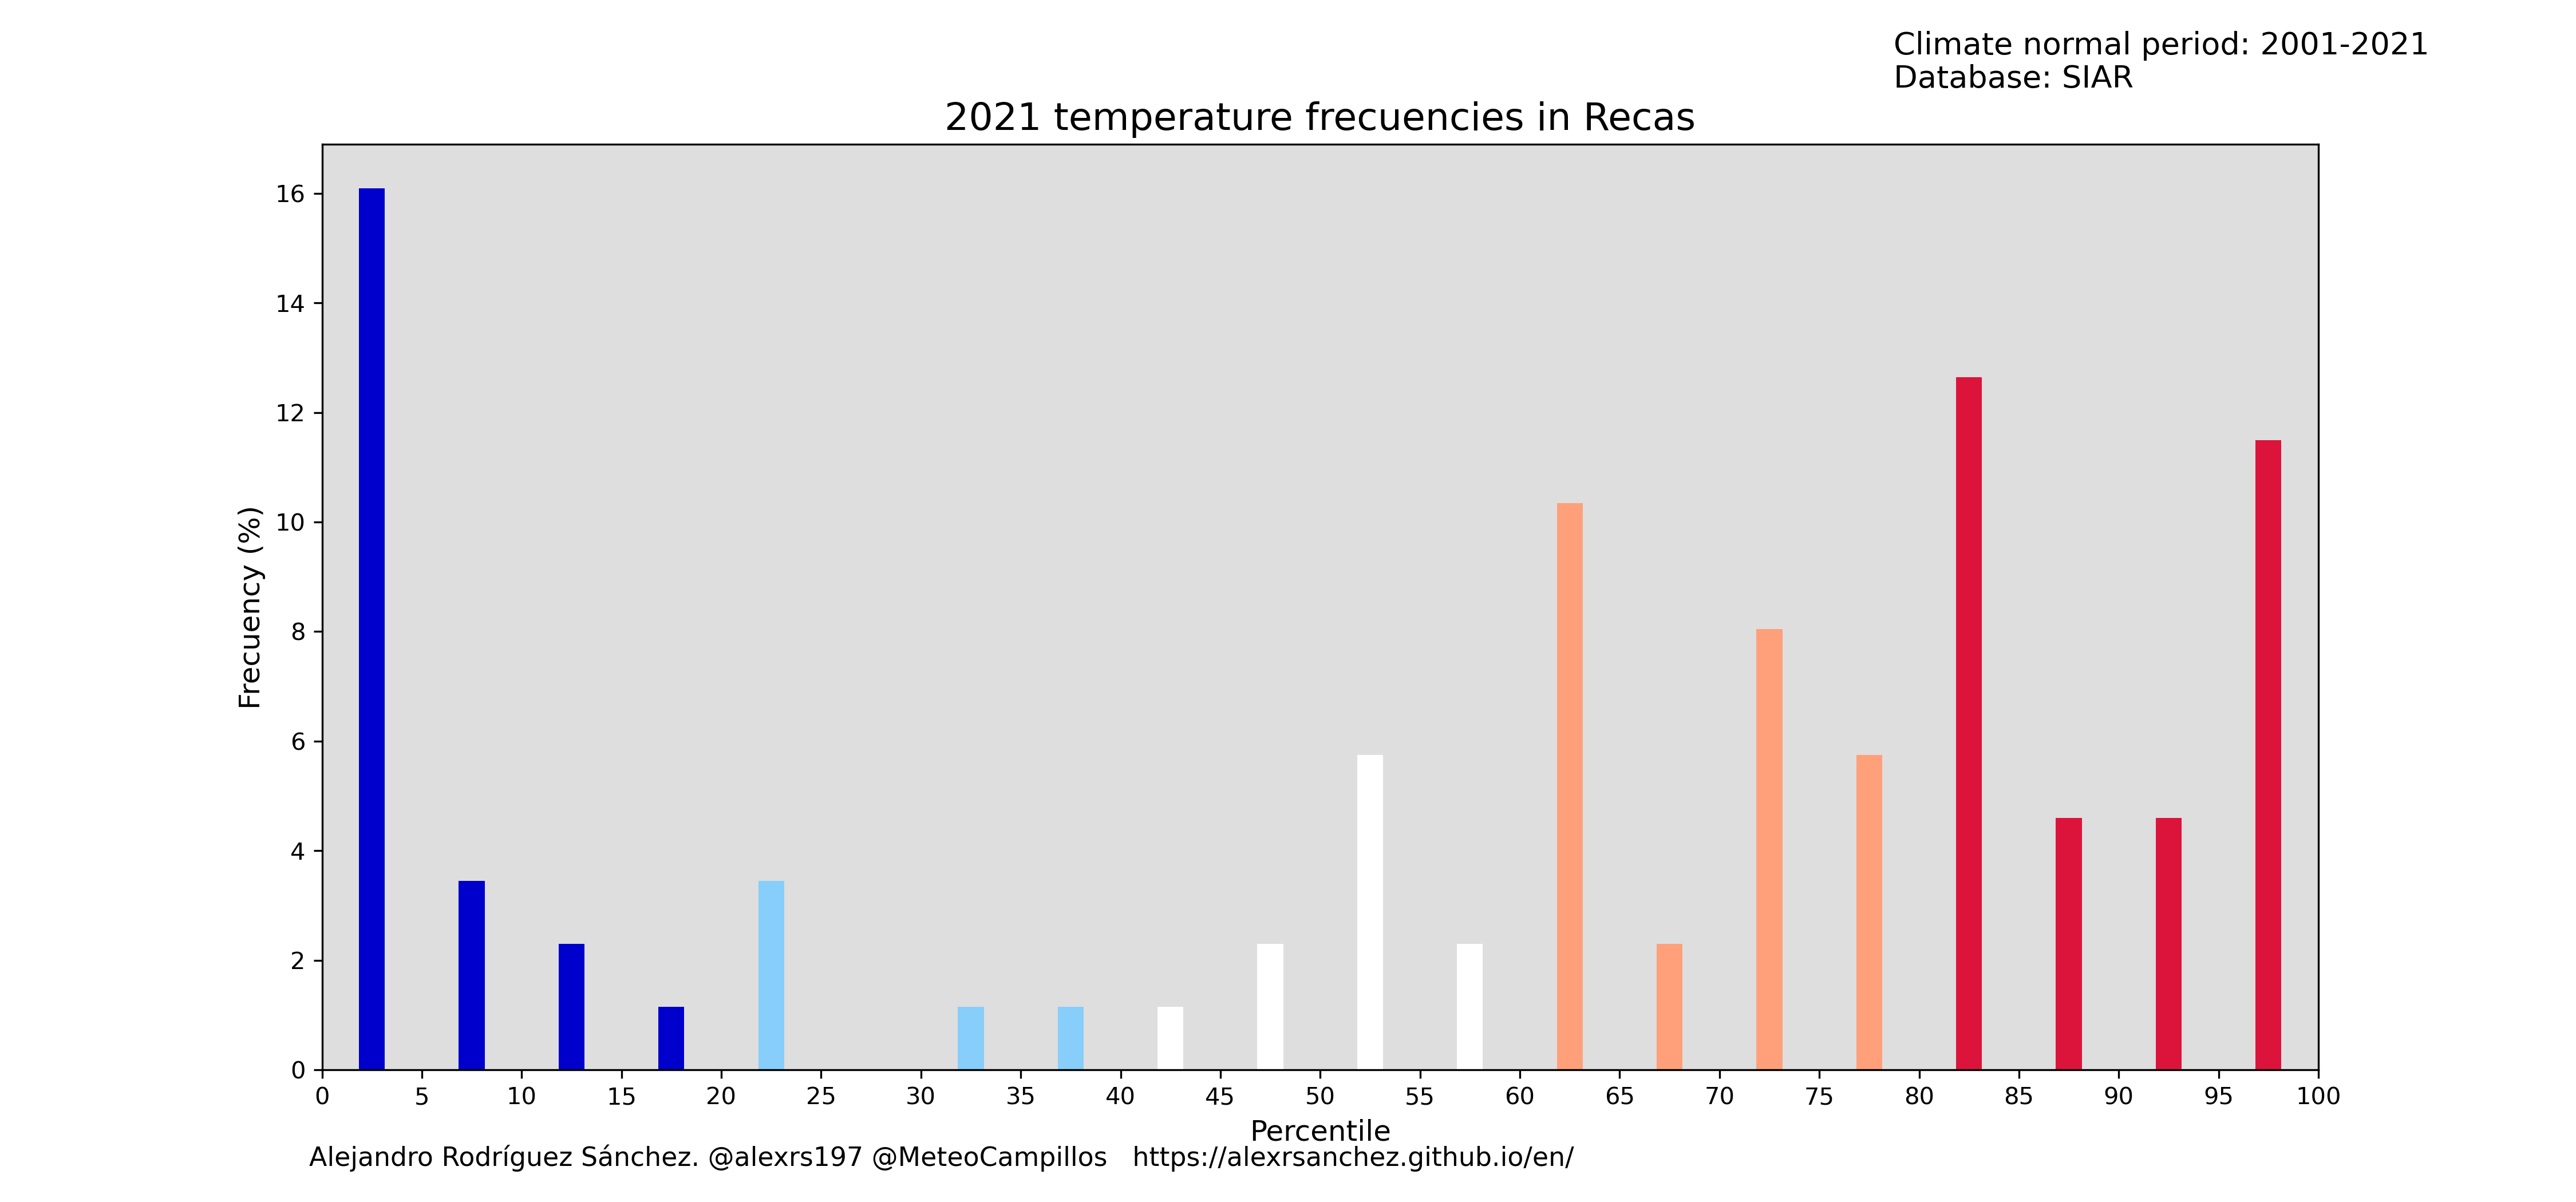 Climate normal period: 2001-2021
Database: SIAR
2021 temperature frecuencies in Recas
Frecuency (%)
16
14
12
10
8
6
4
2
0
0 5 10 15 20 25 30 35 40 45 50 55 60 65 70 75 80 85 90 95 100
Percentile
Alejandro Rodríguez Sánchez. @alexrs197 @MeteoCampillos https://alexrsanchez.github.io/en/